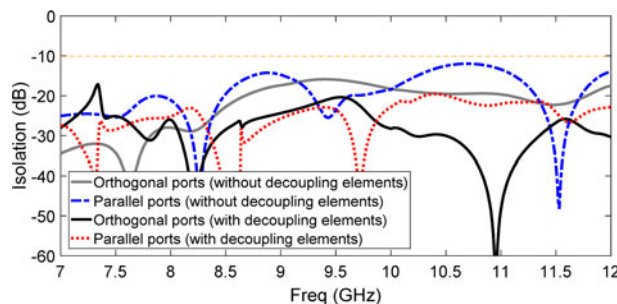 0
-10
-20
-30
-40
-50
-60
Isolation (dB)
Orthogonal ports (without decoupling elements)
Parallel ports (without decoupling elements)
Orthogonal ports (with decoupling elements)
Parallel ports (with decoupling elements)
7 7.5 8 8.5 9 9.5 10 10.5 11 11.5 12
Freq (GHz)